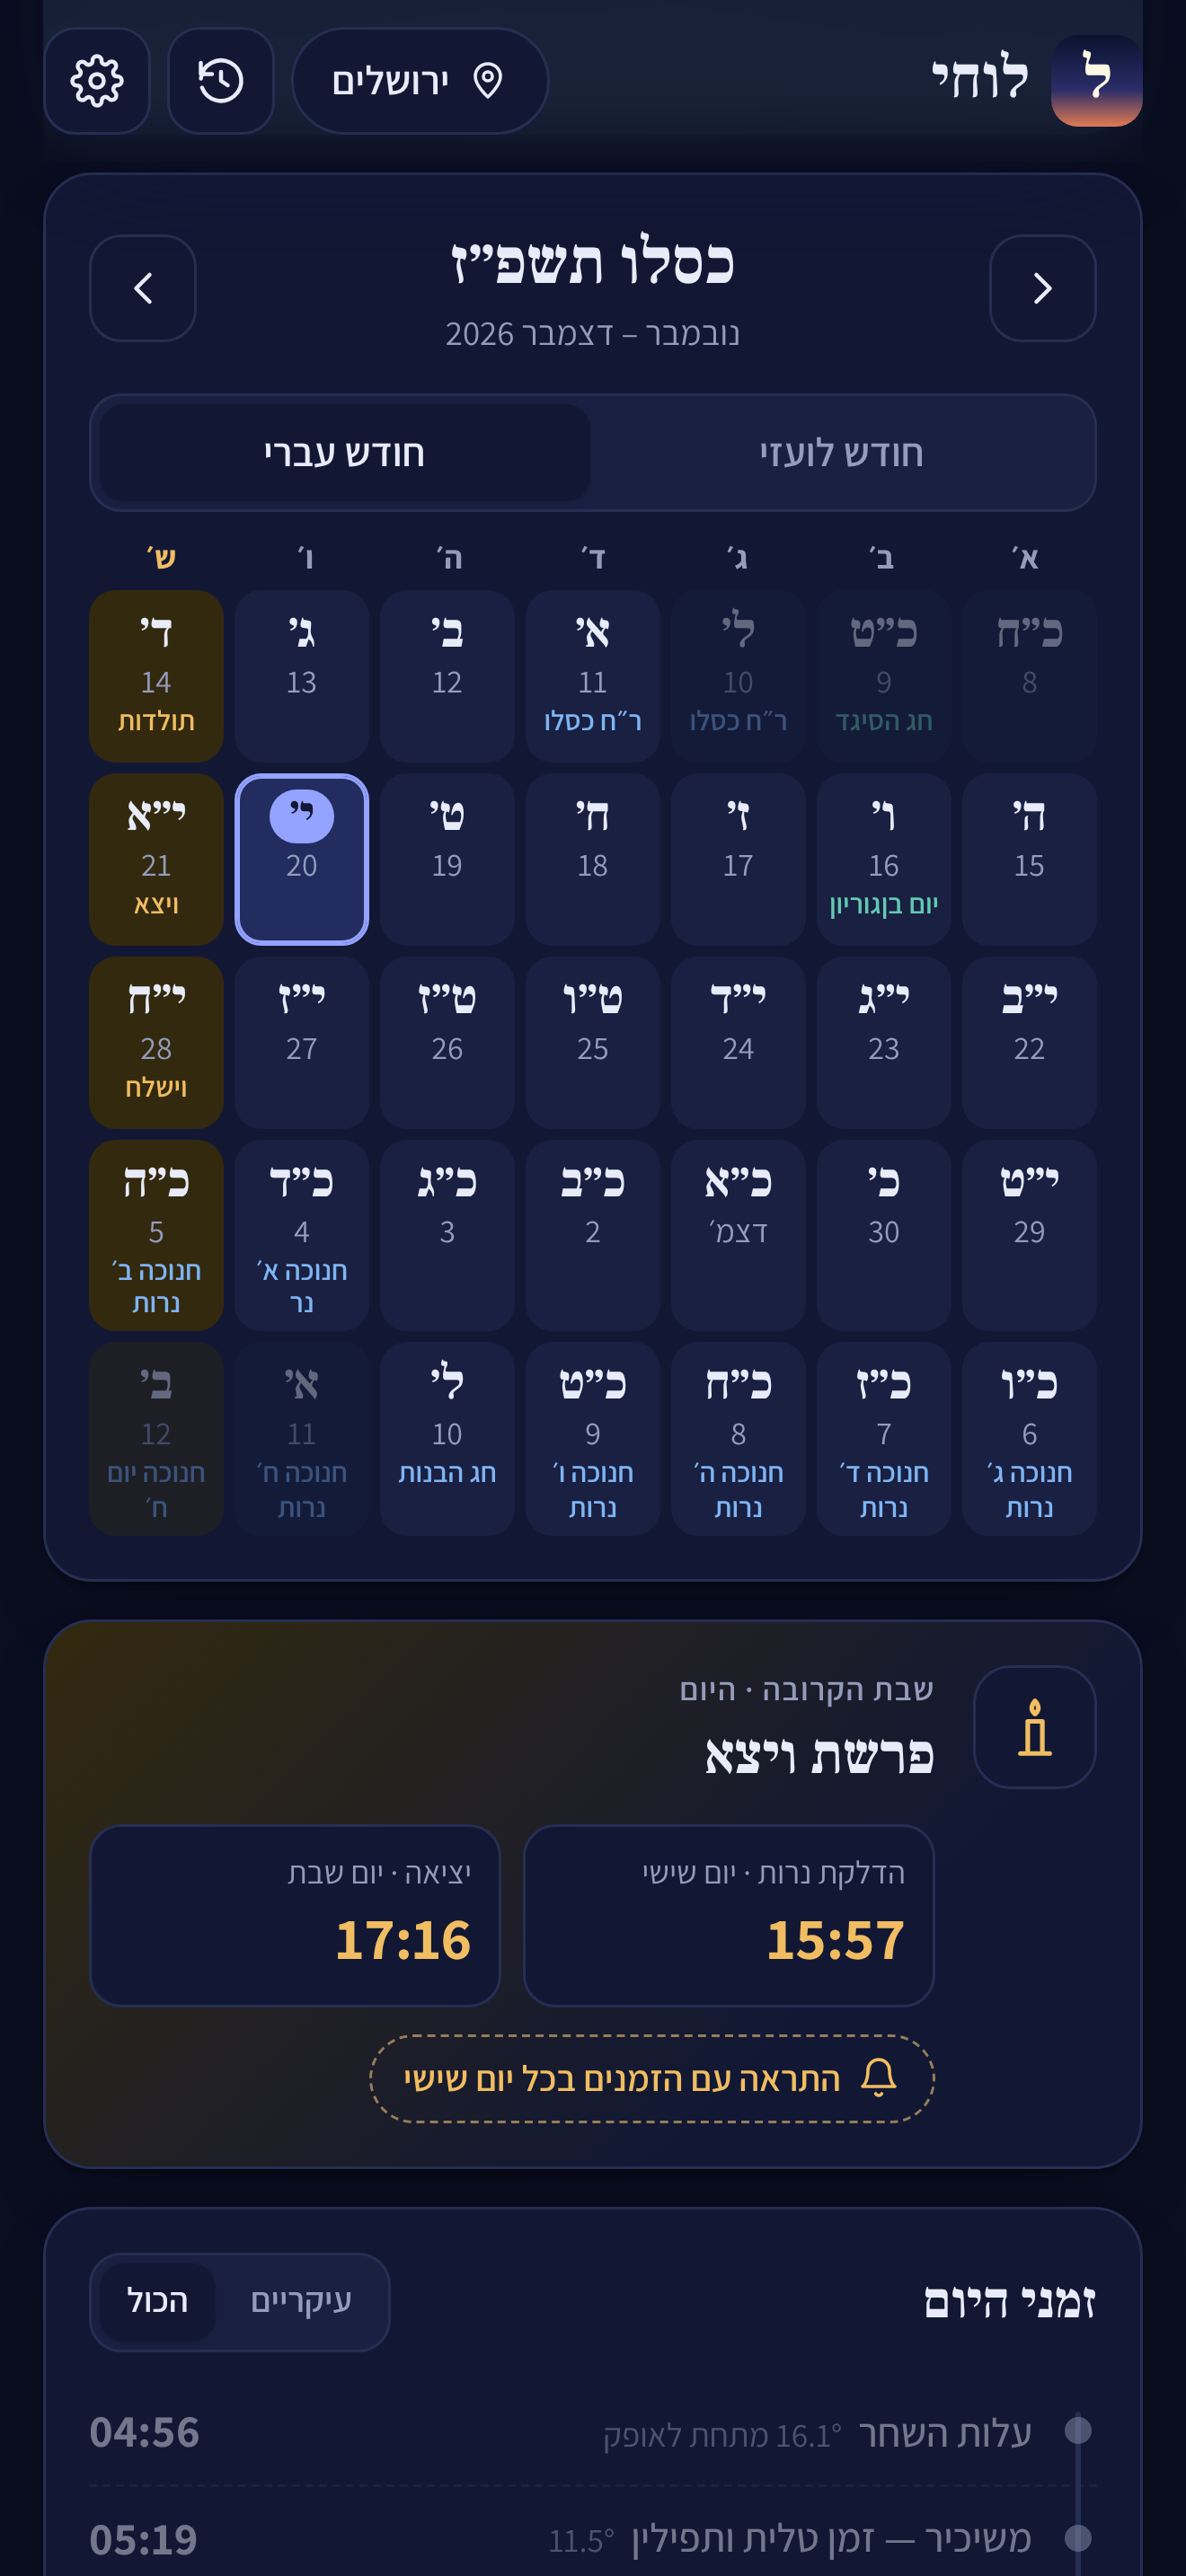 ל לוחי ירושלים
כסלו תשפ״ז
נובמבר – דצמבר 2026
חודש לועזי חודש עברי
א׳ ב׳ ג׳ ד׳ ה׳ ו׳ ש׳
כ״ח כ״ט ל׳ א׳ ב׳ ג׳ ד׳
8 9 10 11 12 13 14
חג הסיגד ר״ח כסלו ר״ח כסלו תולדות
ה׳ ו׳ ז׳ ח׳ ט׳ י׳ י״א
15 16 17 18 19 20 21
יום בןגוריון ויצא
י״ב י״ג י״ד ט״ו ט״ז י״ז י״ח
22 23 24 25 26 27 28
וישלח
י״ט כ׳ כ״א כ״ב כ״ג כ״ד כ״ה
29 30 דצמ׳ 2 3 4 5
חנוכה א׳ חנוכה ב׳
נר נרות
כ״ו כ״ז כ״ח כ״ט ל׳ א׳ ב׳
6 7 8 9 10 11 12
חנוכה ג׳ חנוכה ד׳ חנוכה ה׳ חנוכה ו׳ חג הבנות חנוכה ח׳ חנוכה יום
נרות נרות נרות נרות נרות ח׳
שבת הקרובה · היום
פרשת ויצא
הדלקת נרות · יום שישי יציאה · יום שבת
15:57 17:16
התראה עם הזמנים בכל יום שישי
זמני היום עיקריים הכול
עלות השחר 16.1° מתחת לאופק 04:56
משיכיר — זמן טלית ותפילין 11.5° 05:19